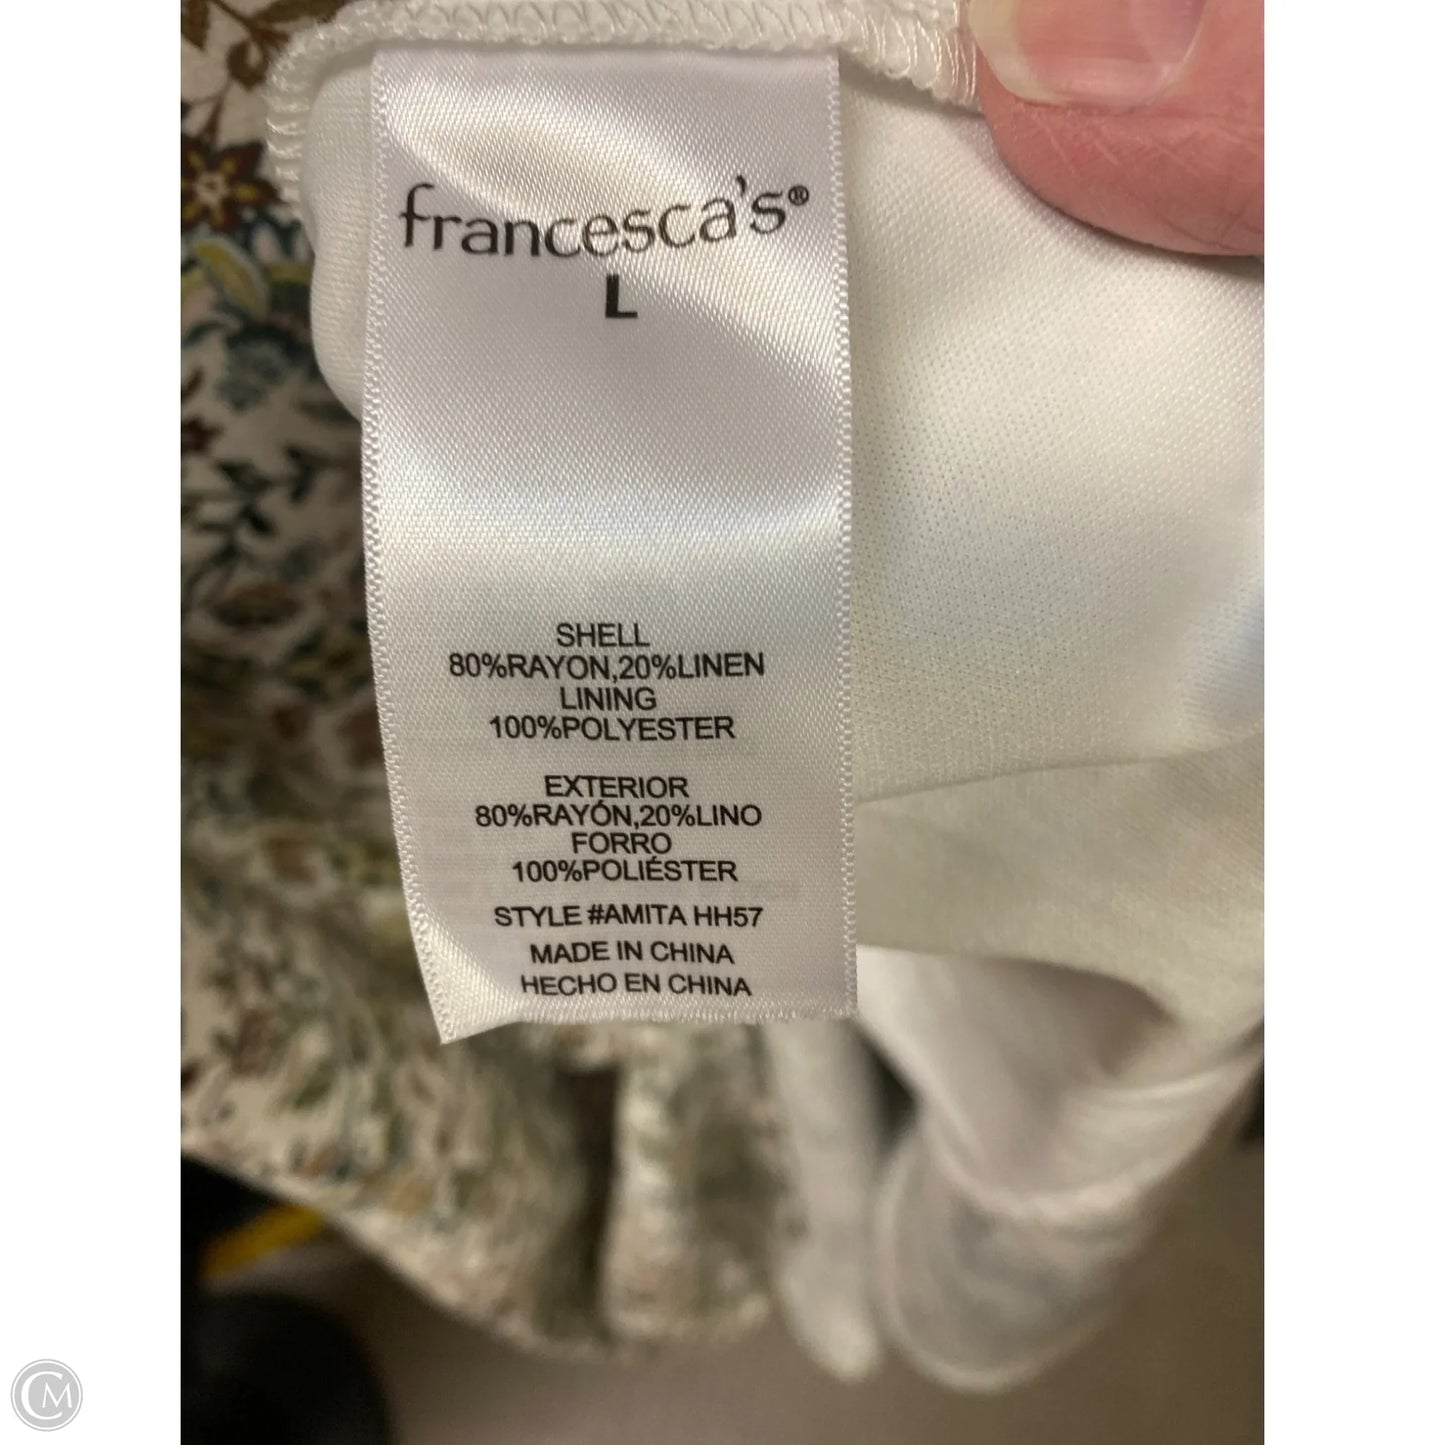 francesca's®
L
SHELL
80%RAYON,20%LINEN
LINING
100%POLYESTER
EXTERIOR
80%RAYÓN,20%LINO
FORRO
100%POLIÉSTER
STYLE #AMITA HH57
MADE IN CHINA
HECHO EN CHINA
CM